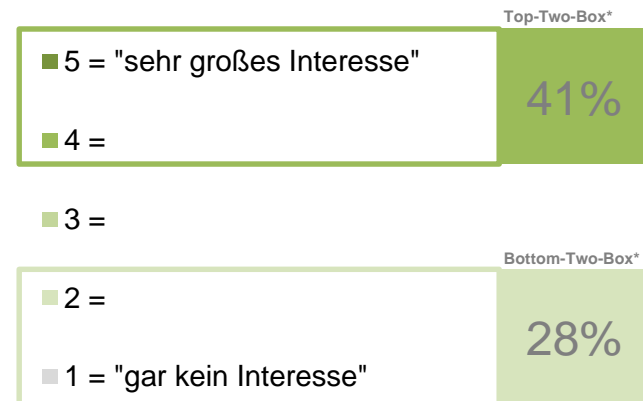 Top-Two-Box*
5 = "sehr großes Interesse"
41%
4 =
3 =
Bottom-Two-Box*
2 =
28%
1 = "gar kein Interesse"